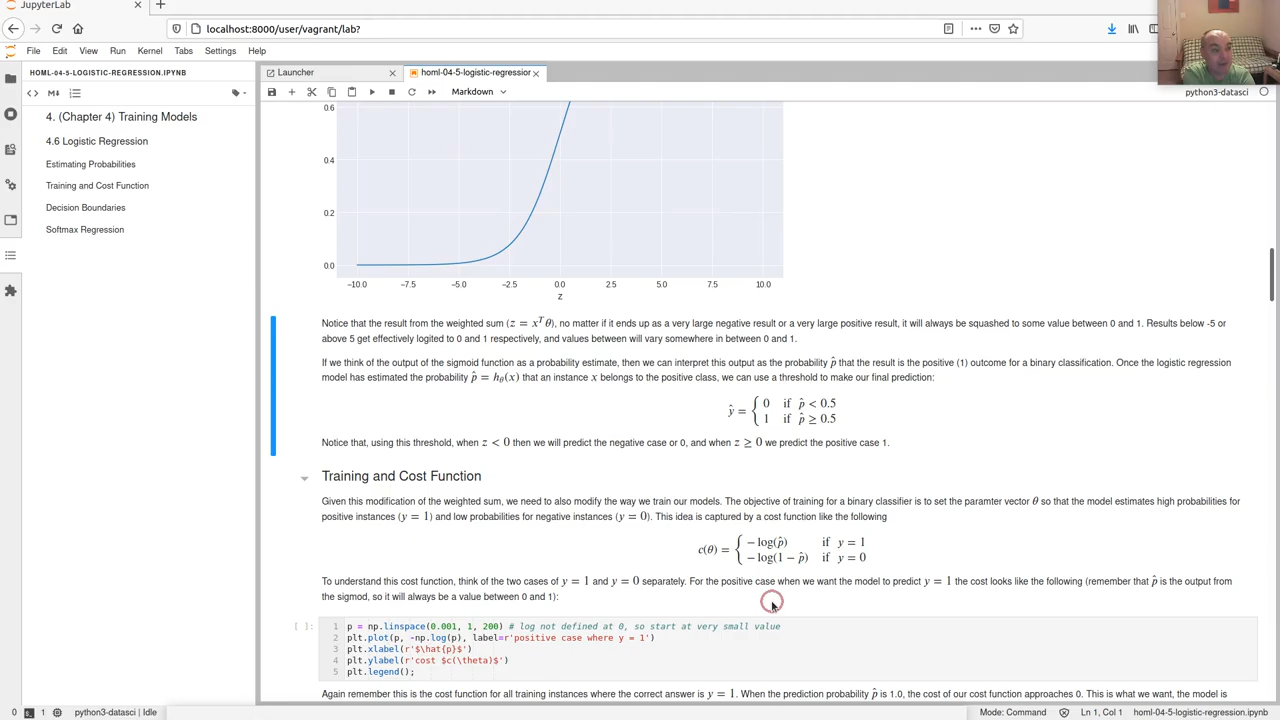 JupyterLab
localhost:8000/user/vagrant/lab?
File Edit View Run Kernel Tabs Settings Help
HOML-04-5-LOGISTIC-REGRESSION.IPYNB
Launcher
homl-04-5-logistic-regressior
Markdown
python3-datasci
4. (Chapter 4) Training Models
4.6 Logistic Regression
Estimating Probabilities
Training and Cost Function
Decision Boundaries
Softmax Regression
0.6
0.4
0.2
0.0
−10.0 −7.5 −5.0 −2.5 0.0 2.5 5.0 7.5 10.0
z
Notice that the result from the weighted sum (z = xᵀθ), no matter if it ends up as a very large negative result or a very large positive result, it will always be squashed to some value between 0 and 1. Results below -5 or
above 5 get effectively logited to 0 and 1 respectively, and values between will vary somewhere in between 0 and 1.
If we think of the output of the sigmoid function as a probability estimate, then we can interpret this output as the probability p̂ that the result is the positive (1) outcome for a binary classification. Once the logistic regression
model has estimated the probability p̂ = hθ(x) that an instance x belongs to the positive class, we can use a threshold to make our final prediction:
ŷ = { 0 if p̂ < 0.5
1 if p̂ ≥ 0.5
Notice that, using this threshold, when z < 0 then we will predict the negative case or 0, and when z ≥ 0 we predict the positive case 1.
Training and Cost Function
Given this modification of the weighted sum, we need to also modify the way we train our models. The objective of training for a binary classifier is to set the paramter vector θ so that the model estimates high probabilities for
positive instances (y = 1) and low probabilities for negative instances (y = 0). This idea is captured by a cost function like the following
c(θ) = { − log(p̂) if y = 1
− log(1 − p̂) if y = 0
To understand this cost function, think of the two cases of y = 1 and y = 0 separately. For the positive case when we want the model to predict y = 1 the cost looks like the following (remember that p̂ is the output from
the sigmod, so it will always be a value between 0 and 1):
[ ]:
1 p = np.linspace(0.001, 1, 200) # log not defined at 0, so start at very small value
2 plt.plot(p, -np.log(p), label=r'positive case where y = 1')
3 plt.xlabel(r'$\hat{p}$')
4 plt.ylabel(r'cost $c(\theta)$')
5 plt.legend();
Again remember this is the cost function for all training instances where the correct answer is y = 1. When the prediction probability p̂ is 1.0, the cost of our cost function approaches 0. This is what we want, the model is
0 1 python3-datasci | Idle
Mode: Command Ln 1, Col 1 homl-04-5-logistic-regression.ipynb